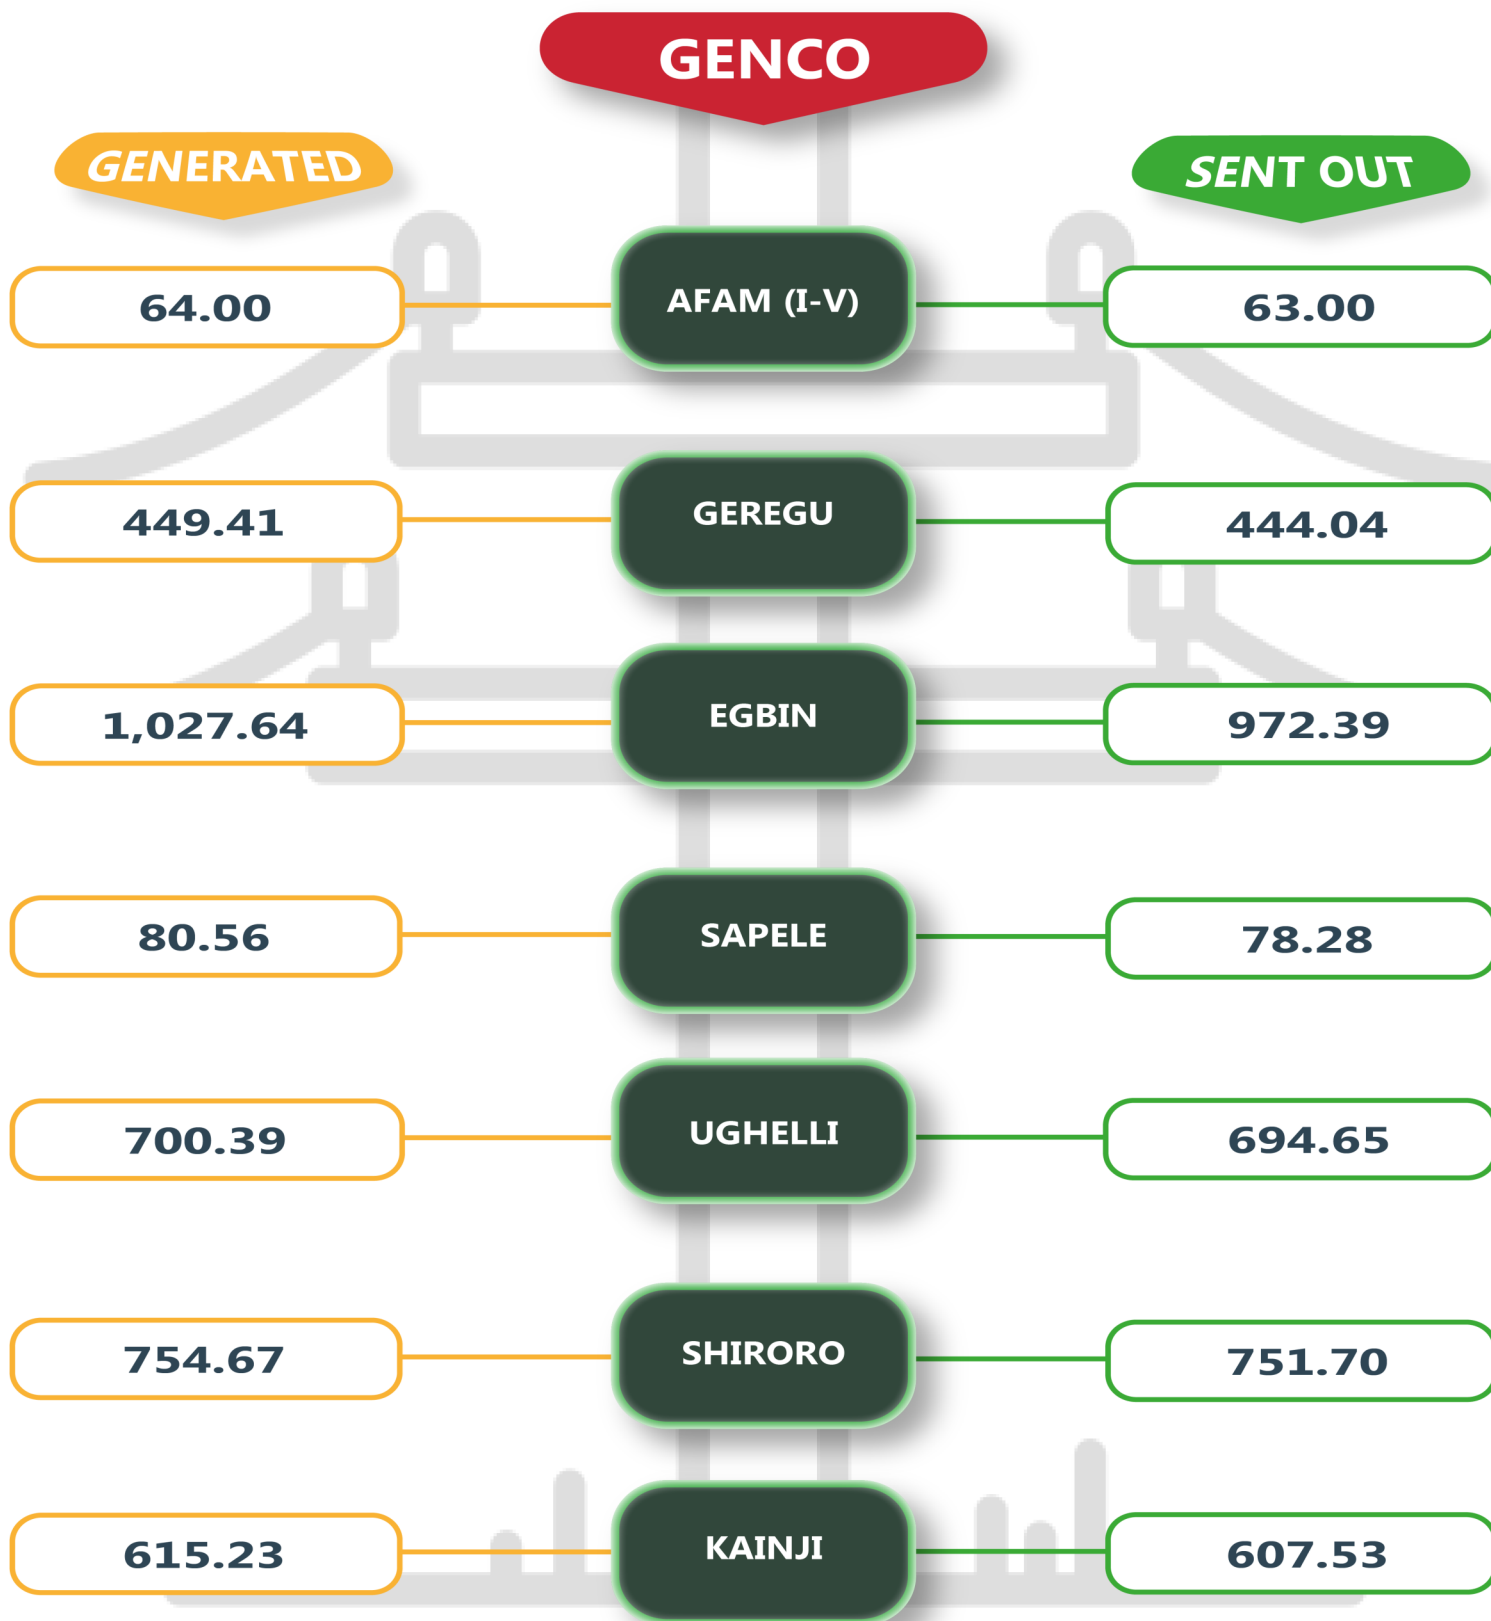 GENCO
GENERATED
SENT OUT
64.00
AFAM (I-V)
63.00
449.41
GEREGU
444.04
1,027.64
EGBIN
972.39
80.56
SAPELE
78.28
700.39
UGHELLI
694.65
754.67
SHIRORO
751.70
615.23
KAINJI
607.53